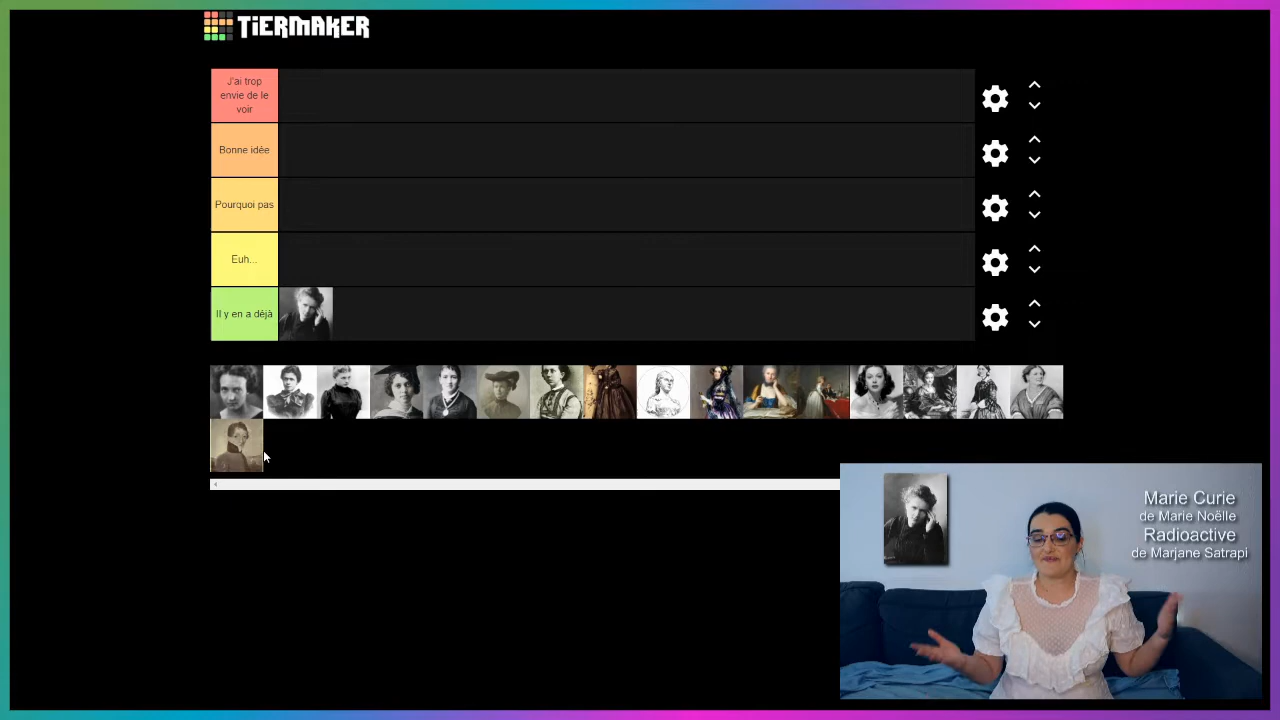 TiERMAKER
J'ai trop
envie de le
voir
Bonne idée
Pourquoi pas
Euh...
Il y en a déjà
Marie Curie
de Marie Noëlle
Radioactive
de Marjane Satrapi